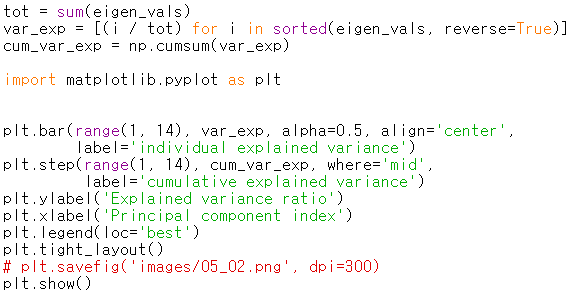 tot = sum(eigen_vals)
var_exp = [(i / tot) for i in sorted(eigen_vals, reverse=True)]
cum_var_exp = np.cumsum(var_exp)
import matplotlib.pyplot as plt
plt.bar(range(1, 14), var_exp, alpha=0.5, align='center',
        label='individual explained variance')
plt.step(range(1, 14), cum_var_exp, where='mid',
         label='cumulative explained variance')
plt.ylabel('Explained variance ratio')
plt.xlabel('Principal component index')
plt.legend(loc='best')
plt.tight_layout()
# plt.savefig('images/05_02.png', dpi=300)
plt.show()